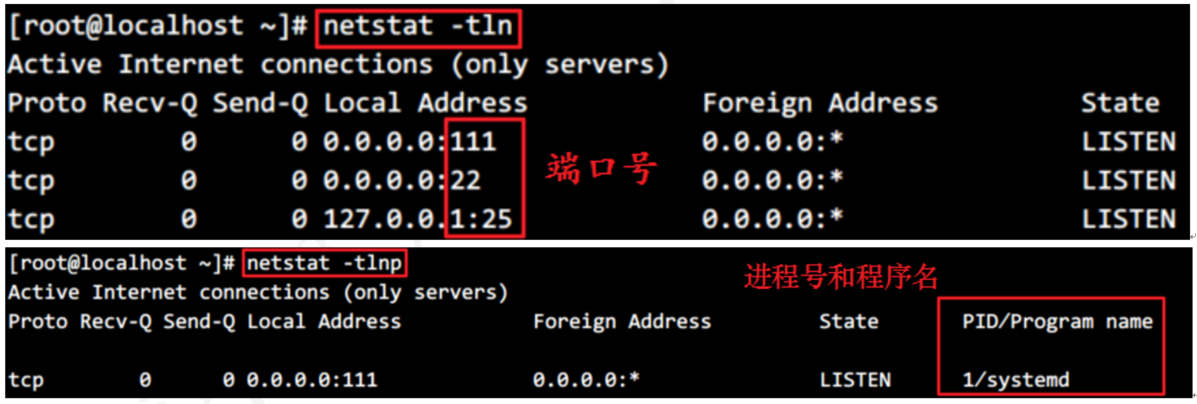 [root@localhost ~]# netstat -tln
Active Internet connections (only servers)
Proto Recv-Q Send-Q Local Address Foreign Address State
tcp 0 0 0.0.0.0:111 0.0.0.0:* LISTEN
tcp 0 0 0.0.0.0:22 0.0.0.0:* LISTEN
tcp 0 0 127.0.0.1:25 0.0.0.0:* LISTEN
端口号
[root@localhost ~]# netstat -tlnp
进程号和程序名
Active Internet connections (only servers)
Proto Recv-Q Send-Q Local Address Foreign Address State PID/Program name
tcp 0 0 0.0.0.0:111 0.0.0.0:* LISTEN 1/systemd